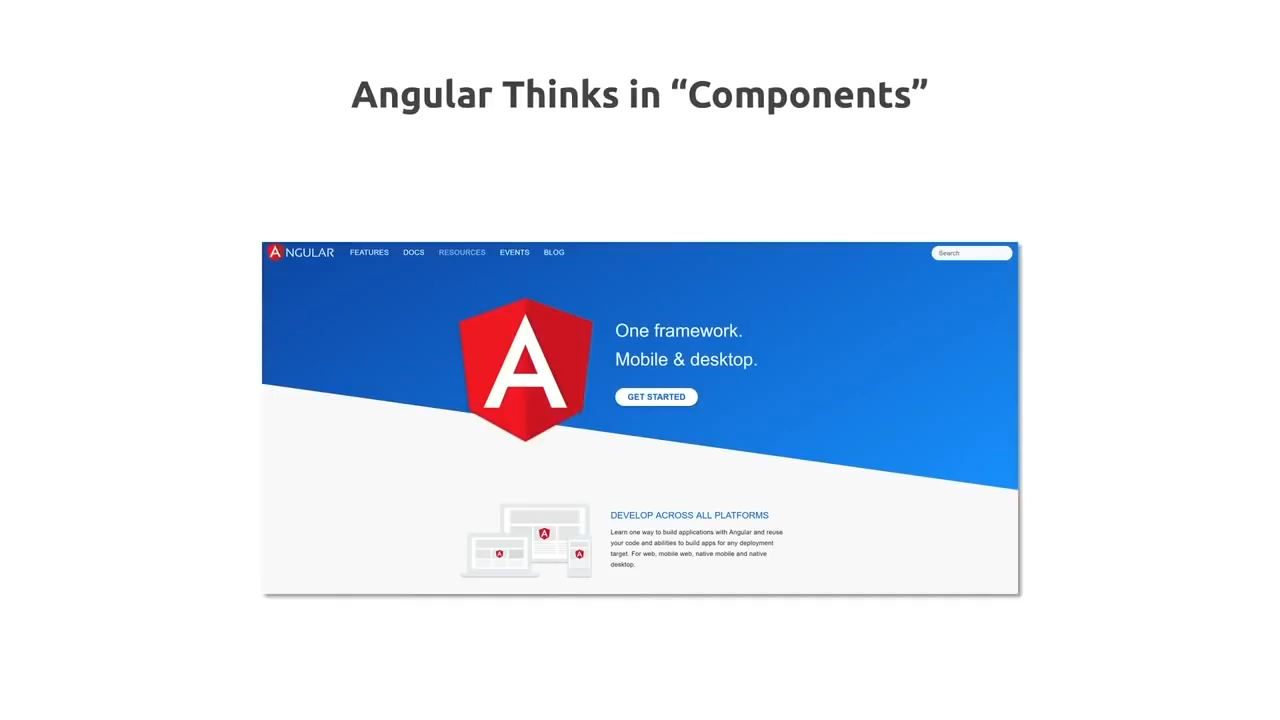 Angular Thinks in “Components”
ANGULAR FEATURES DOCS RESOURCES EVENTS BLOG Search
A
One framework.
Mobile & desktop.
GET STARTED
DEVELOP ACROSS ALL PLATFORMS
Learn one way to build applications with Angular and reuse
your code and abilities to build apps for any deployment
target. For web, mobile web, native mobile and native
desktop.
A
A
A